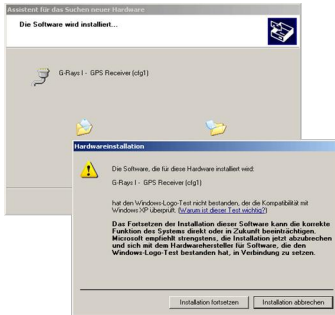 Assistent für das Suchen neuer Hardware
Die Software wird installiert...
G-Rays I - GPS Receiver (cfg1)
Hardwareinstallation
Die Software, die für diese Hardware installiert wird:
G-Rays I - GPS Receiver (cfg1)
hat den Windows-Logo-Test nicht bestanden, der die Kompatibilität mit
Windows XP überprüft. (Warum ist dieser Test wichtig?)
Das Fortsetzen der Installation dieser Software kann die korrekte
Funktion des Systems direkt oder in Zukunft beeinträchtigen.
Microsoft empfiehlt strengstens, die Installation jetzt abzubrechen
und sich mit dem Hardwarehersteller für Software, die den
Windows-Logo-Test bestanden hat, in Verbindung zu setzen.
Installation fortsetzen Installation abbrechen